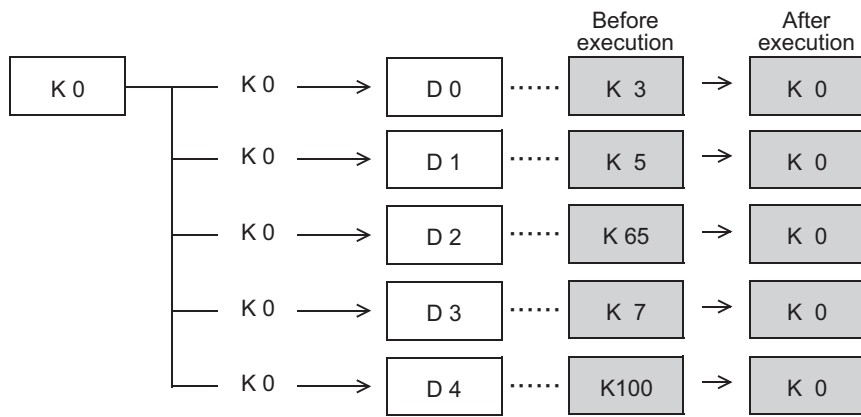 Before execution
After execution
K 0
K 0
D 0
K 3
K 0
K 0
D 1
K 5
K 0
K 0
D 2
K 65
K 0
K 0
D 3
K 7
K 0
K 0
D 4
K100
K 0